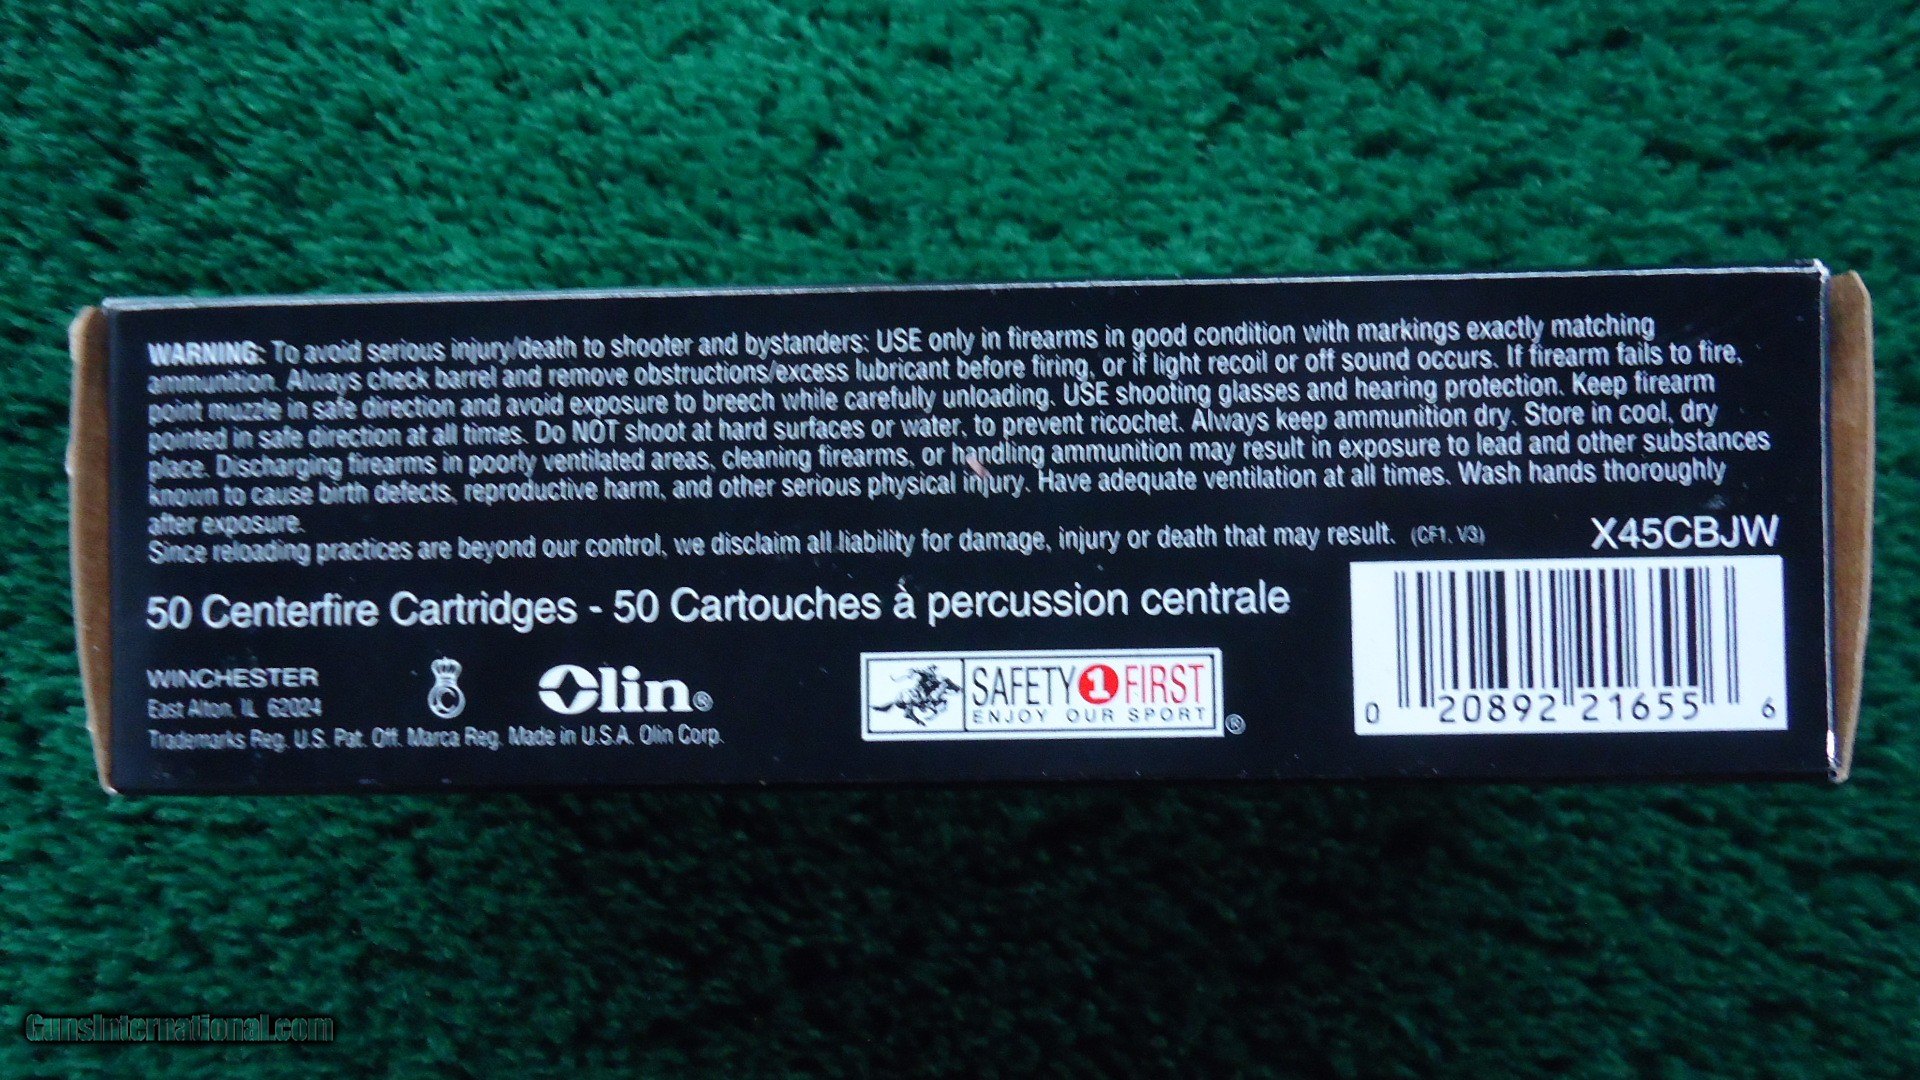 WARNING: To avoid serious injury/death to shooter and bystanders: USE only in firearms in good condition with markings exactly matching
ammunition. Always check barrel and remove obstructions/excess lubricant before firing, or if light recoil or off sound occurs. If firearm fails to fire,
point muzzle in safe direction and avoid exposure to breech while carefully unloading. USE shooting glasses and hearing protection. Keep firearm
pointed in safe direction at all times. Do NOT shoot at hard surfaces or water, to prevent ricochet. Always keep ammunition dry. Store in cool, dry
place. Discharging firearms in poorly ventilated areas, cleaning firearms, or handling ammunition may result in exposure to lead and other substances
known to cause birth defects, reproductive harm, and other serious physical injury. Have adequate ventilation at all times. Wash hands thoroughly
after exposure.
Since reloading practices are beyond our control, we disclaim all liability for damage, injury or death that may result. (CF1, V3)
X45CBJW
50 Centerfire Cartridges - 50 Cartouches à percussion centrale
WINCHESTER
East Alton, IL 62024
Trademarks Reg. U.S. Pat. Off. Marca Reg. Made in U.S.A. Olin Corp.
Olin®
SAFETY 1 FIRST
ENJOY OUR SPORT
®
0 20892 21655 6
GunsInternational.com